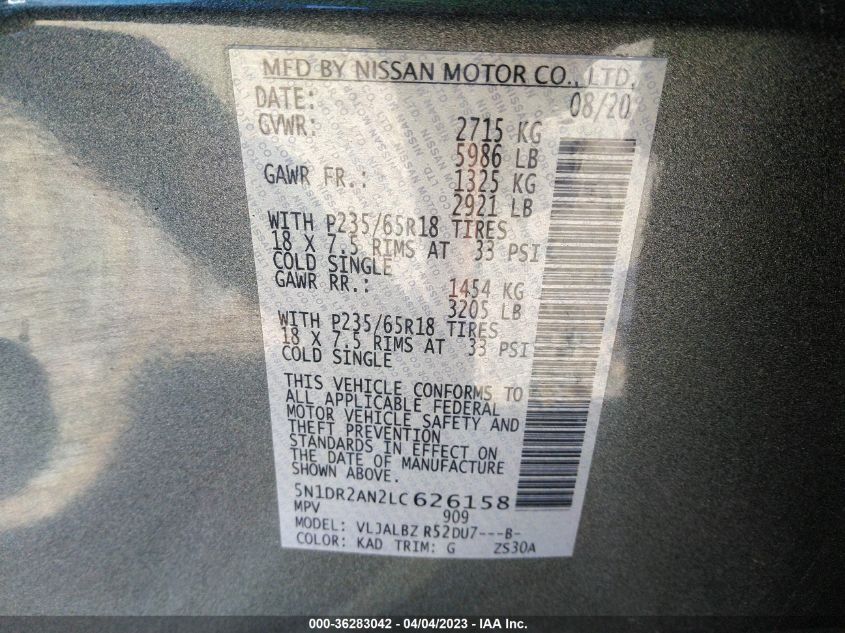 MFD BY NISSAN MOTOR CO., LTD.
DATE: 08/20
GVWR: 2715 KG
5986 LB
GAWR FR.: 1325 KG
2921 LB
WITH P235/65R18 TIRES
18 X 7.5 RIMS AT 33 PSI
COLD SINGLE
GAWR RR.: 1454 KG
3205 LB
WITH P235/65R18 TIRES
18 X 7.5 RIMS AT 33 PSI
COLD SINGLE
THIS VEHICLE CONFORMS TO
ALL APPLICABLE FEDERAL
MOTOR VEHICLE SAFETY AND
THEFT PREVENTION
STANDARDS IN EFFECT ON
THE DATE OF MANUFACTURE
SHOWN ABOVE.
5N1DR2AN2LC626158
MPV 909
MODEL: VLJALBZ R52DU7---B-
COLOR: KAD TRIM: G ZS30A
000-36283042 - 04/04/2023 - IAA Inc.